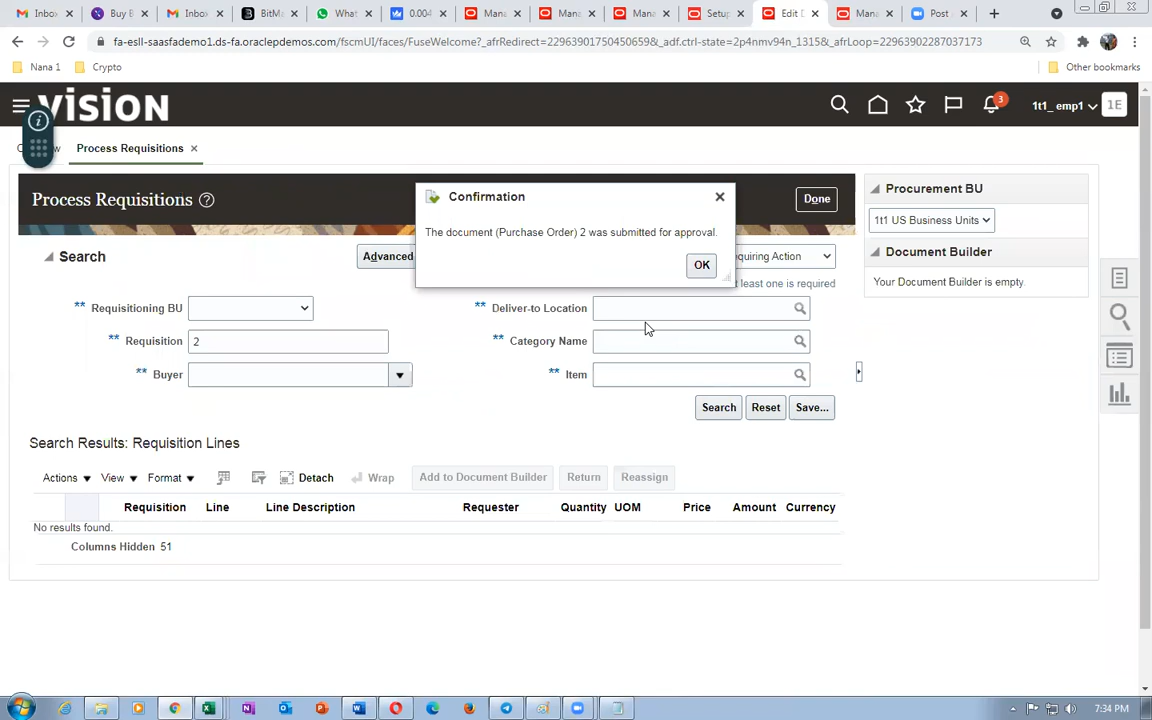 Inbox
Buy B
Inbox
BitMa
What
0.004
Mana
Mana
Mana
Setup
Edit D
Mana
Post
fa-esll-saasfademo1.ds-fa.oraclepdemos.com/fscmUI/faces/FuseWelcome?_afrRedirect=22963901750450659&_adf.ctrl-state=2p4nmv94n_1315&_afrLoop=22963902287037173
Nana 1
Crypto
Other bookmarks
VISION
3
1t1_ emp1
1E
Process Requisitions
Process Requisitions
Done
Confirmation
The document (Purchase Order) 2 was submitted for approval.
OK
Procurement BU
1t1 US Business Units
Document Builder
Your Document Builder is empty.
Search
Advanced
quiring Action
t least one is required
** Requisitioning BU
** Deliver-to Location
** Requisition 2
** Category Name
** Buyer
** Item
Search
Reset
Save...
Search Results: Requisition Lines
Actions
View
Format
Detach
Wrap
Add to Document Builder
Return
Reassign
Requisition
Line
Line Description
Requester
Quantity
UOM
Price
Amount
Currency
No results found.
Columns Hidden 51
7:34 PM